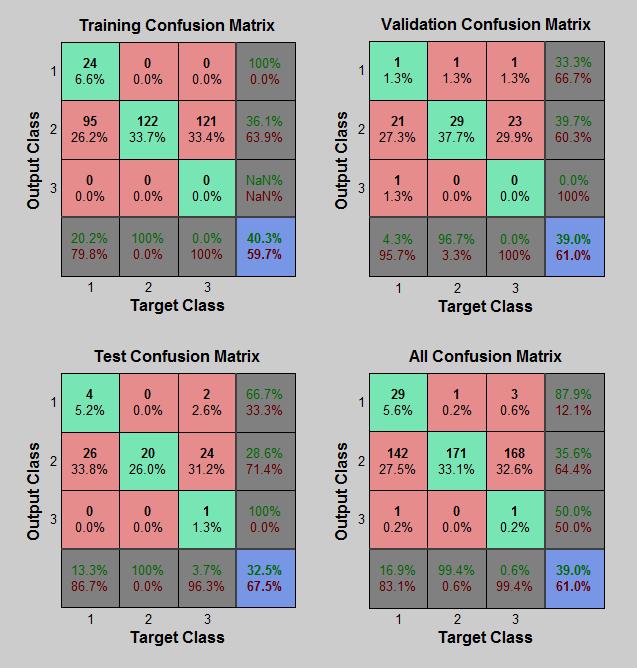 Training Confusion Matrix
Output Class
1
24 0 0 100%
6.6% 0.0% 0.0% 0.0%
2
95 122 121 36.1%
26.2% 33.7% 33.4% 63.9%
3
0 0 0 NaN%
0.0% 0.0% 0.0% NaN%
20.2% 100% 0.0% 40.3%
79.8% 0.0% 100% 59.7%
1 2 3
Target Class
Validation Confusion Matrix
Output Class
1
1 1 1 33.3%
1.3% 1.3% 1.3% 66.7%
2
21 29 23 39.7%
27.3% 37.7% 29.9% 60.3%
3
1 0 0 0.0%
1.3% 0.0% 0.0% 100%
4.3% 96.7% 0.0% 39.0%
95.7% 3.3% 100% 61.0%
1 2 3
Target Class
Test Confusion Matrix
Output Class
1
4 0 2 66.7%
5.2% 0.0% 2.6% 33.3%
2
26 20 24 28.6%
33.8% 26.0% 31.2% 71.4%
3
0 0 1 100%
0.0% 0.0% 1.3% 0.0%
13.3% 100% 3.7% 32.5%
86.7% 0.0% 96.3% 67.5%
1 2 3
Target Class
All Confusion Matrix
Output Class
1
29 1 3 87.9%
5.6% 0.2% 0.6% 12.1%
2
142 171 168 35.6%
27.5% 33.1% 32.6% 64.4%
3
1 0 1 50.0%
0.2% 0.0% 0.2% 50.0%
16.9% 99.4% 0.6% 39.0%
83.1% 0.6% 99.4% 61.0%
1 2 3
Target Class